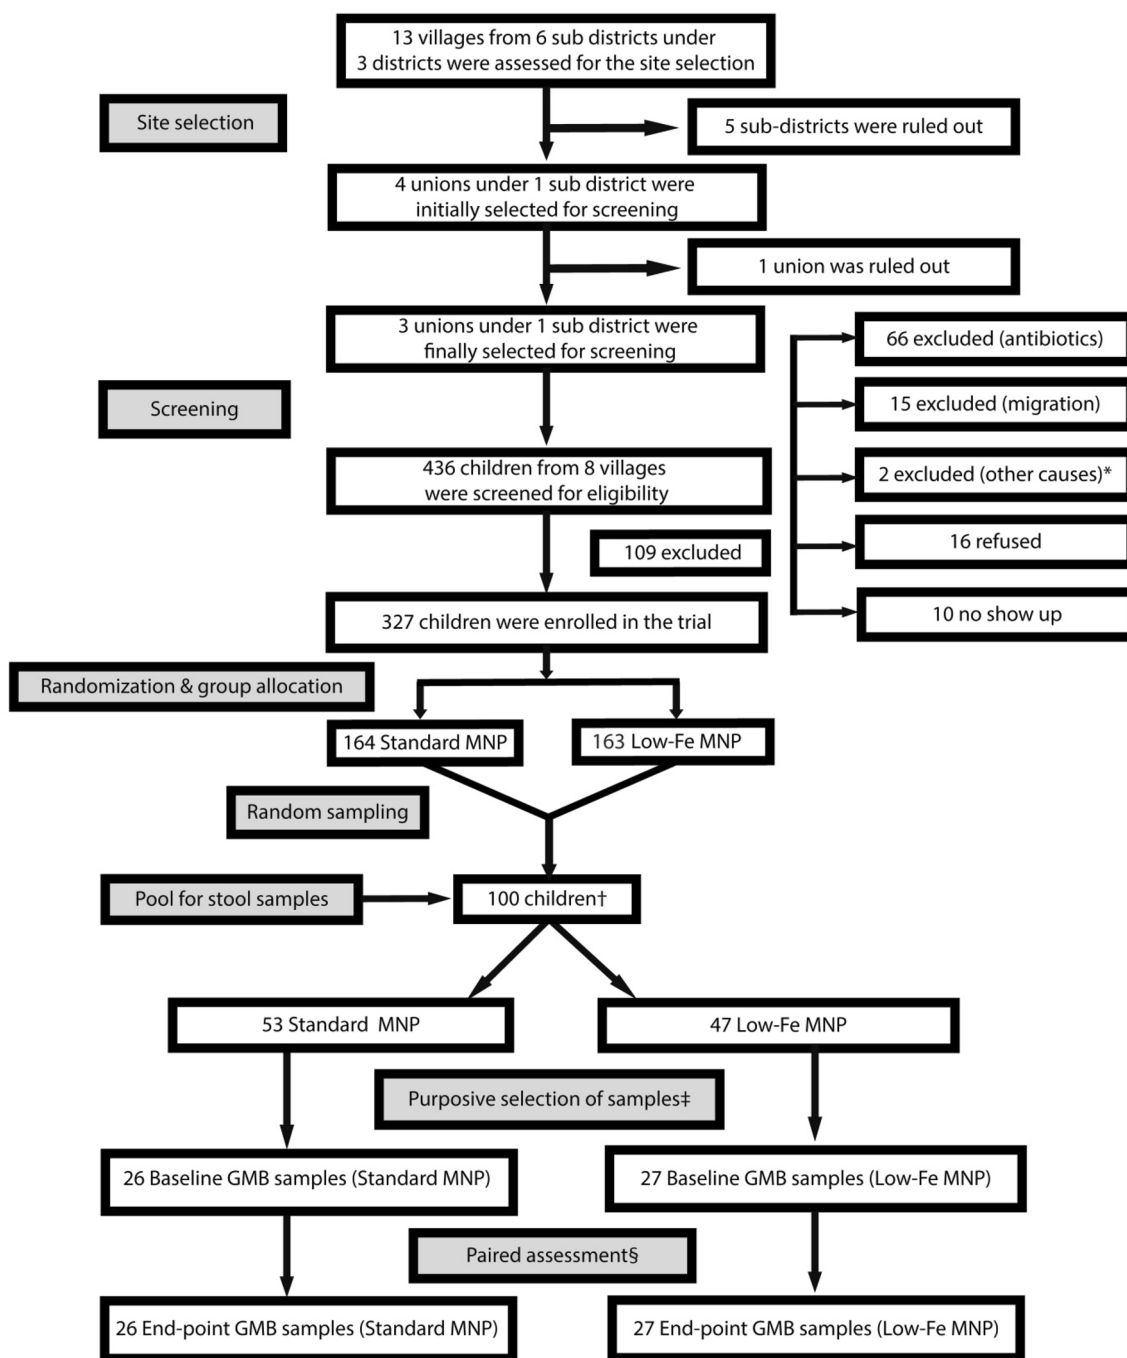 13 villages from 6 sub districts under
3 districts were assessed for the site selection
Site selection
5 sub-districts were ruled out
4 unions under 1 sub district were
initially selected for screening
1 union was ruled out
3 unions under 1 sub district were
finally selected for screening
66 excluded (antibiotics)
Screening
15 excluded (migration)
436 children from 8 villages
were screened for eligibility
2 excluded (other causes)*
109 excluded
16 refused
327 children were enrolled in the trial
10 no show up
Randomization & group allocation
164 Standard MNP
163 Low-Fe MNP
Random sampling
Pool for stool samples
100 children†
53 Standard MNP
47 Low-Fe MNP
Purposive selection of samples‡
26 Baseline GMB samples (Standard MNP)
27 Baseline GMB samples (Low-Fe MNP)
Paired assessment§
26 End-point GMB samples (Standard MNP)
27 End-point GMB samples (Low-Fe MNP)